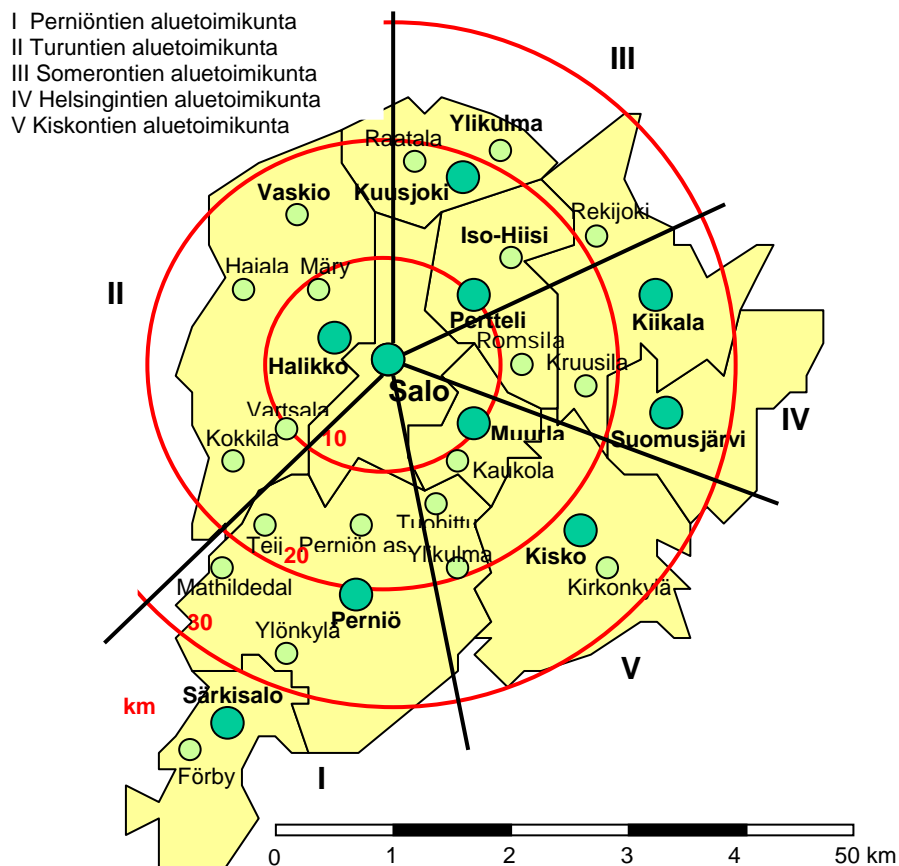 I Perniöntien aluetoimikunta
II Turuntien aluetoimikunta
III Somerontien aluetoimikunta
IV Helsingintien aluetoimikunta
V Kiskontien aluetoimikunta
III
Ylikulma
Raatala
Kuusjoki
Vaskio
Rekijoki
Iso-Hiisi
Hajala
Märy
II
Pertteli
Kiikala
Romsila
Halikko
Kruusila
Salo
Vartsala
IV
10
Muurla
Suomusjärvi
Kokkila
Kaukola
Tuohittu
Teij
Perniön as
Kisko
20
Ylikulma
Mathildedal
Kirkonkylä
Perniö
30
Ylönkylä
V
Särkisalo
km
Förby
I
0 1 2 3 4 50 km